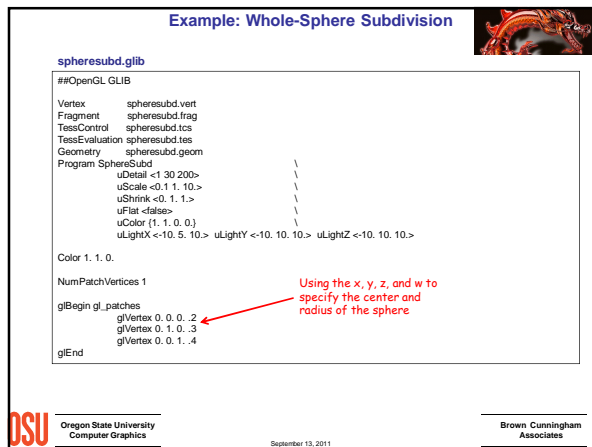 Example: Whole-Sphere Subdivision
spheresubd.glib
##OpenGL GLIB
Vertex spheresubd.vert
Fragment spheresubd.frag
TessControl spheresubd.tcs
TessEvaluation spheresubd.tes
Geometry spheresubd.geom
Program SphereSubd \
uDetail <1 30 200> \
uScale <0.1 1. 10.> \
uShrink <0. 1. 1.> \
uFlat <false> \
uColor {1. 1. 0. 0.} \
uLightX <-10. 5. 10.> uLightY <-10. 10. 10.> uLightZ <-10. 10. 10.>
Color 1. 1. 0.
NumPatchVertices 1
glBegin gl_patches
glVertex 0. 0. 0. .2
glVertex 0. 1. 0. .3
glVertex 0. 0. 1. .4
glEnd
Using the x, y, z, and w to
specify the center and
radius of the sphere
OSU
Oregon State University
Computer Graphics
September 13, 2011
Brown Cunningham
Associates